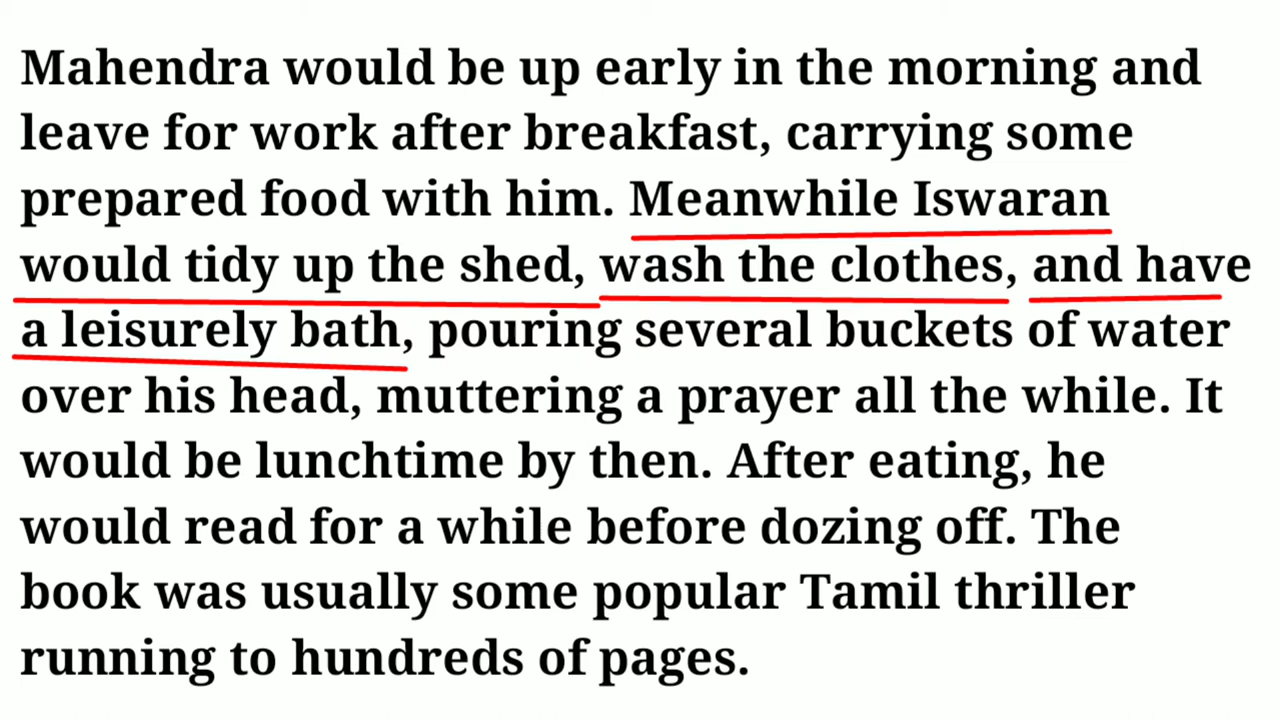 Mahendra would be up early in the morning and
leave for work after breakfast, carrying some
prepared food with him. Meanwhile Iswaran
would tidy up the shed, wash the clothes, and have
a leisurely bath, pouring several buckets of water
over his head, muttering a prayer all the while. It
would be lunchtime by then. After eating, he
would read for a while before dozing off. The
book was usually some popular Tamil thriller
running to hundreds of pages.